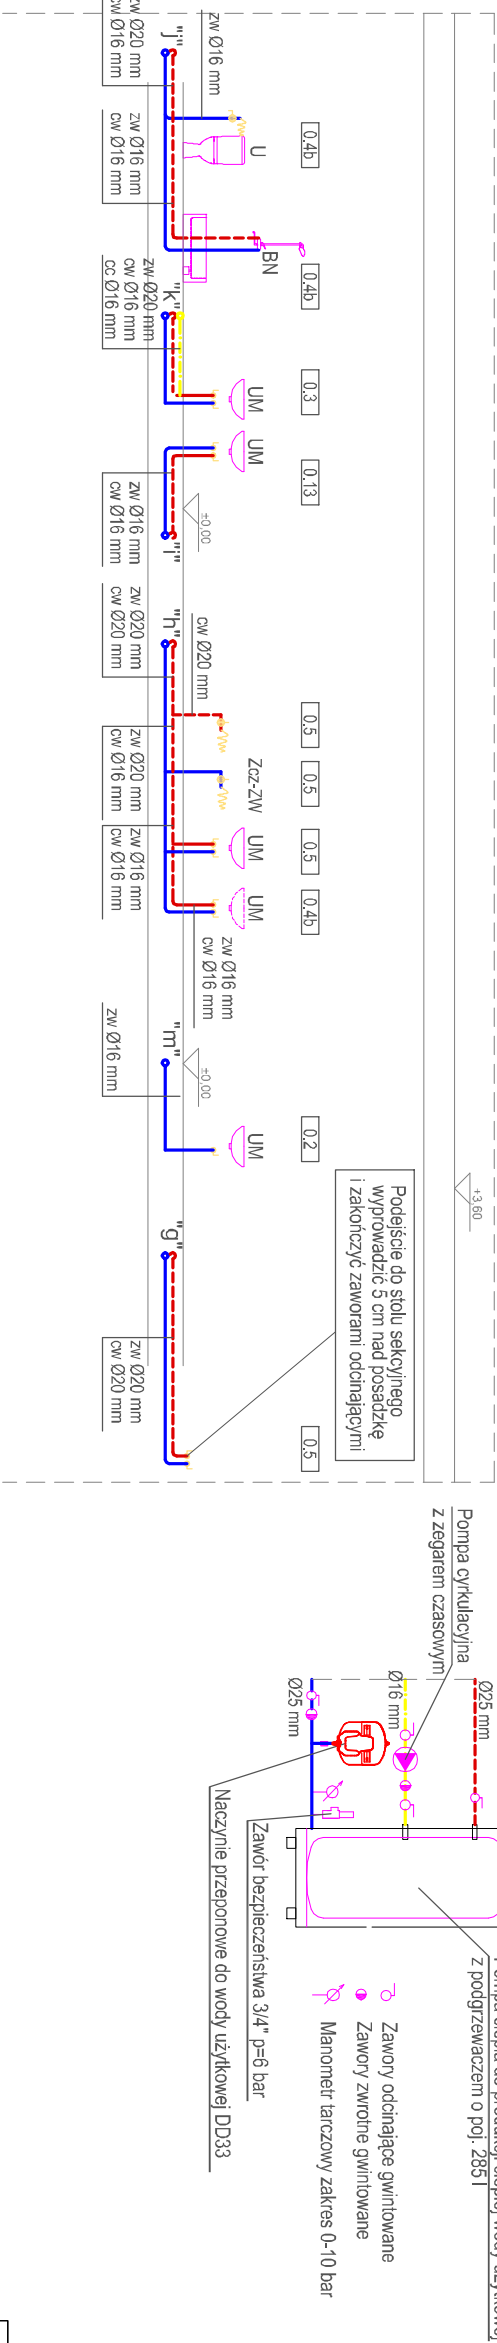 zw Ø20 mm
cw Ø16 mm
"j"
zw Ø16 mm
zw Ø16 mm
cw Ø16 mm
U
0.4b
BN
0.4b
zw Ø20 mm
cw Ø16 mm
cc Ø16 mm
"k"
UM
0.3
UM
0.13
±0,00
zw Ø16 mm
cw Ø16 mm
"i"
zw Ø20 mm
cw Ø20 mm
"h"
cw Ø20 mm
0.5
zw Ø20 mm
cw Ø16 mm
Zcz-ZW
0.5
zw Ø16 mm
cw Ø16 mm
UM
0.5
UM
0.4b
zw Ø16 mm
cw Ø16 mm
"m"
±0,00
zw Ø16 mm
UM
0.2
+3,60
"g"
Podejście do stołu sekcyjnego
wyprowadzić 5 cm nad posadzkę
i zakończyć zaworami odcinającymi
zw Ø20 mm
cw Ø20 mm
0.5
Pompa cyrkulacyjna
z zegarem czasowym
Ø25 mm
Ø16 mm
Ø25 mm
z podgrzewaczem o poj. 285 l
Zawór bezpieczeństwa 3/4" p=6 bar
Naczynie przeponowe do wody użytkowej DD33
Zawory odcinające gwintowane
Zawory zwrotne gwintowane
Manometr tarczowy zakres 0-10 bar